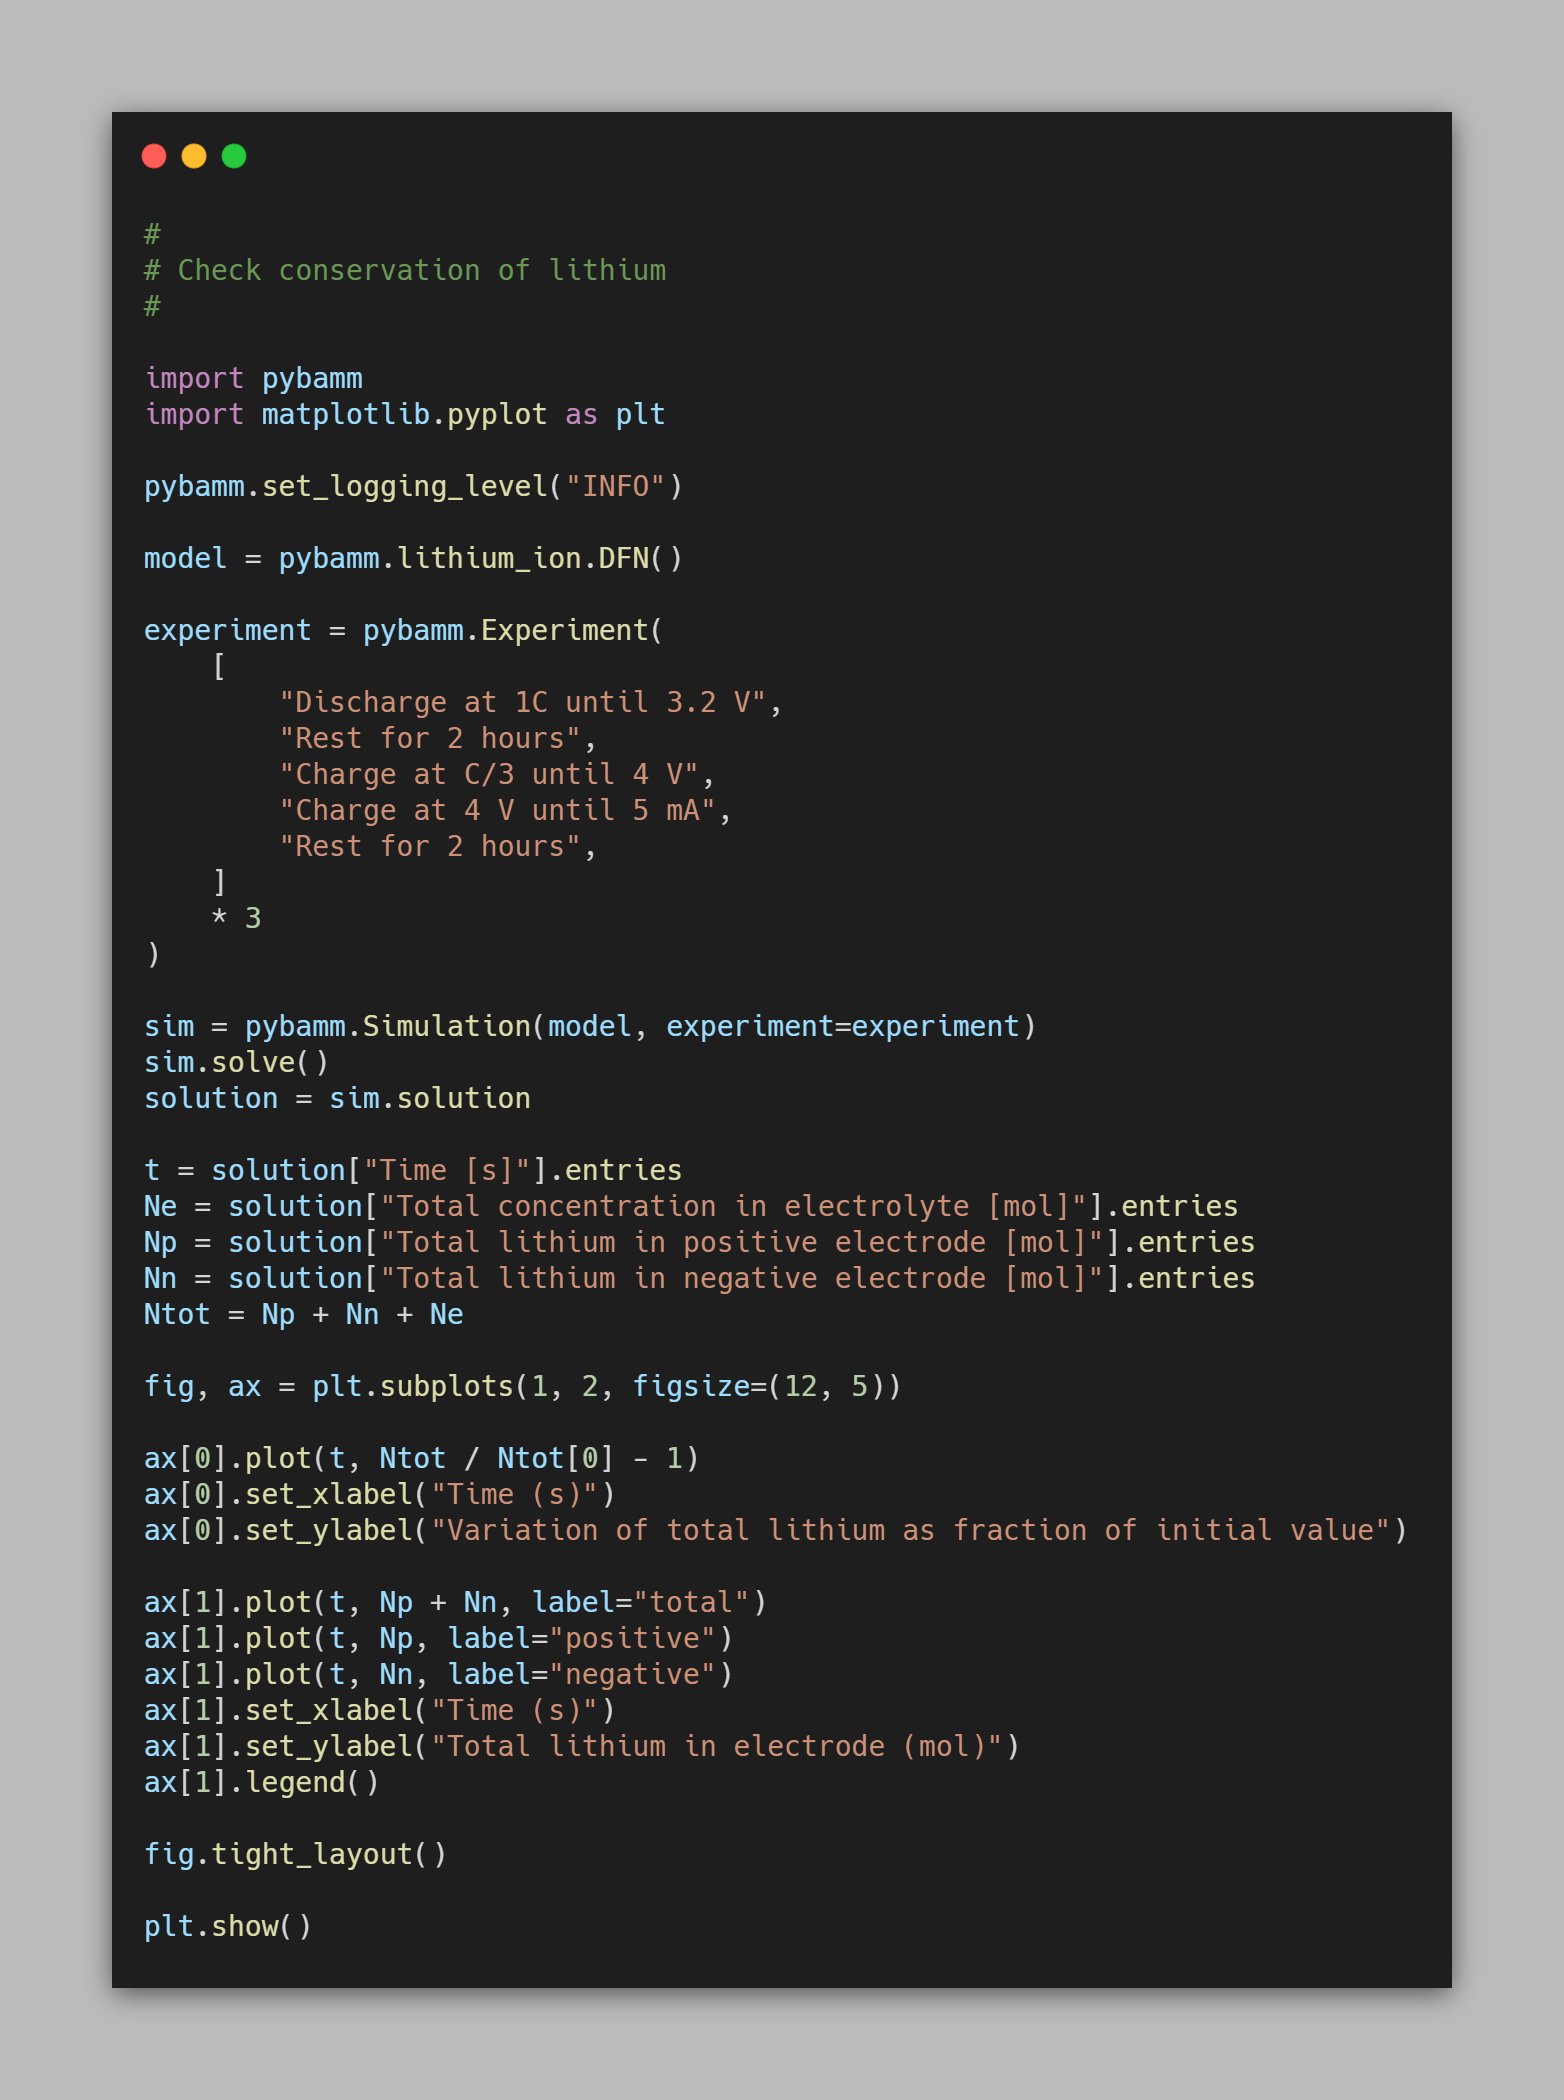 #
# Check conservation of lithium
#

import pybamm
import matplotlib.pyplot as plt

pybamm.set_logging_level("INFO")

model = pybamm.lithium_ion.DFN()

experiment = pybamm.Experiment(
    [
        "Discharge at 1C until 3.2 V",
        "Rest for 2 hours",
        "Charge at C/3 until 4 V",
        "Charge at 4 V until 5 mA",
        "Rest for 2 hours",
    ]
    * 3
)

sim = pybamm.Simulation(model, experiment=experiment)
sim.solve()
solution = sim.solution

t = solution["Time [s]"].entries
Ne = solution["Total concentration in electrolyte [mol]"].entries
Np = solution["Total lithium in positive electrode [mol]"].entries
Nn = solution["Total lithium in negative electrode [mol]"].entries
Ntot = Np + Nn + Ne

fig, ax = plt.subplots(1, 2, figsize=(12, 5))

ax[0].plot(t, Ntot / Ntot[0] - 1)
ax[0].set_xlabel("Time (s)")
ax[0].set_ylabel("Variation of total lithium as fraction of initial value")

ax[1].plot(t, Np + Nn, label="total")
ax[1].plot(t, Np, label="positive")
ax[1].plot(t, Nn, label="negative")
ax[1].set_xlabel("Time (s)")
ax[1].set_ylabel("Total lithium in electrode (mol)")
ax[1].legend()

fig.tight_layout()

plt.show()